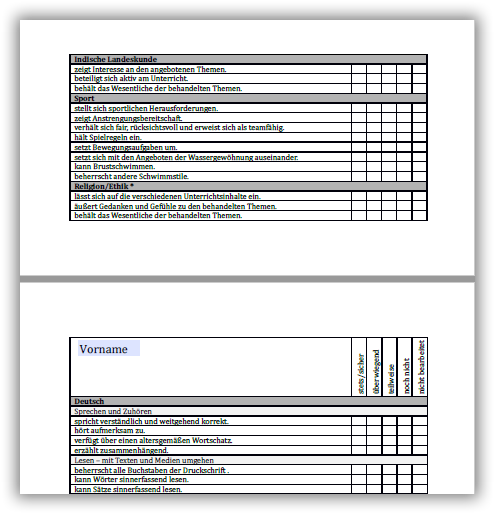 Indische Landeskunde
zeigt Interesse an den angebotenen Themen.
beteiligt sich aktiv am Unterricht.
behält das Wesentliche der behandelten Themen.
Sport
stellt sich sportlichen Herausforderungen.
zeigt Anstrengungsbereitschaft.
verhält sich fair, rücksichtsvoll und erweist sich als teamfähig.
hält Spielregeln ein.
setzt Bewegungsaufgaben um.
setzt sich mit den Angeboten der Wassergewöhnung auseinander.
kann Brustschwimmen.
beherrscht andere Schwimmstile.
Religion/Ethik *
lässt sich auf die verschiedenen Unterrichtsinhalte ein.
äußert Gedanken und Gefühle zu den behandelten Themen.
behält das Wesentliche der behandelten Themen.
Vorname
stets/sicher
überwiegend
teilweise
noch nicht
nicht bearbeitet
Deutsch
Sprechen und Zuhören
spricht verständlich und weitgehend korrekt.
hört aufmerksam zu.
verfügt über einen altersgemäßen Wortschatz.
erzählt zusammenhängend.
Lesen – mit Texten und Medien umgehen
beherrscht alle Buchstaben der Druckschrift .
kann Wörter sinnerfassend lesen.
kann Sätze sinnerfassend lesen.